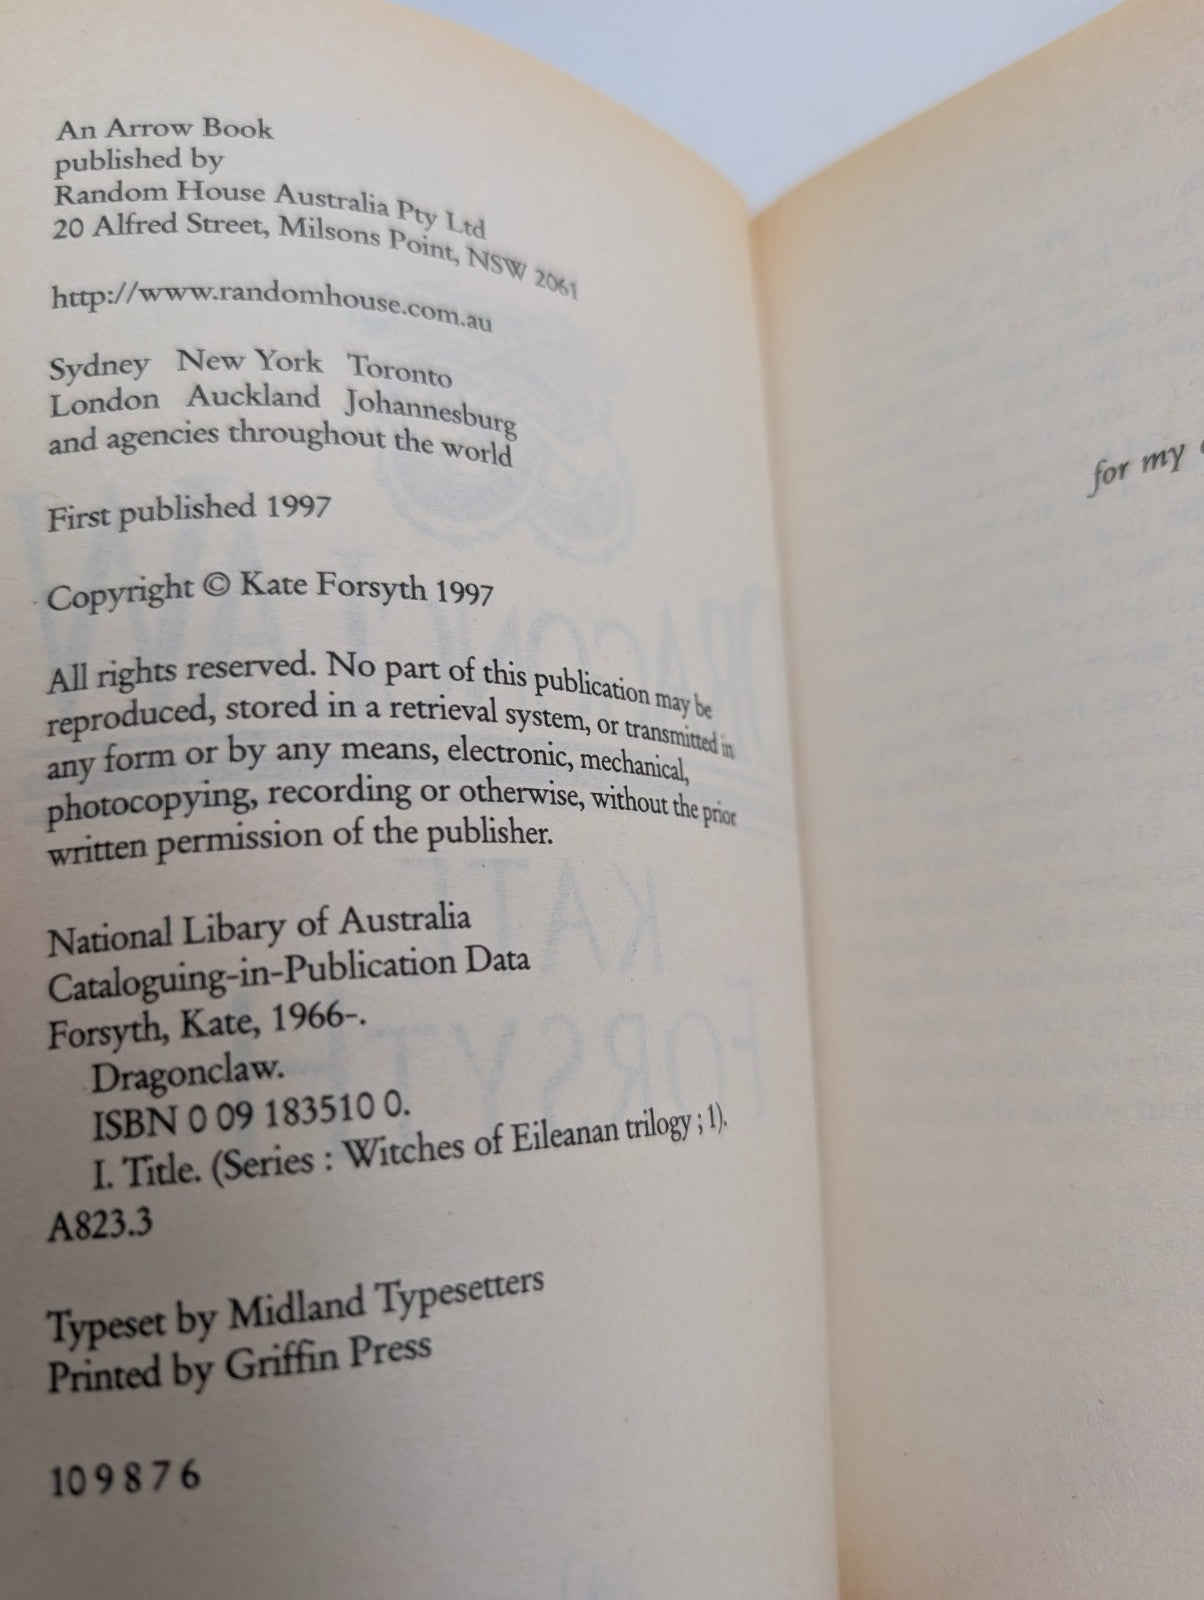 An Arrow Book
published by
Random House Australia Pty Ltd
20 Alfred Street, Milsons Point, NSW 2061
http://www.randomhouse.com.au
Sydney New York Toronto
London Auckland Johannesburg
and agencies throughout the world
First published 1997
Copyright © Kate Forsyth 1997
All rights reserved. No part of this publication may be
reproduced, stored in a retrieval system, or transmitted in
any form or by any means, electronic, mechanical,
photocopying, recording or otherwise, without the prior
written permission of the publisher.
National Libary of Australia
Cataloguing-in-Publication Data
Forsyth, Kate, 1966-.
Dragonclaw.
ISBN 0 09 183510 0.
I. Title. (Series : Witches of Eileanan trilogy ; 1).
A823.3
Typeset by Midland Typesetters
Printed by Griffin Press
10 9 8 7 6
for my